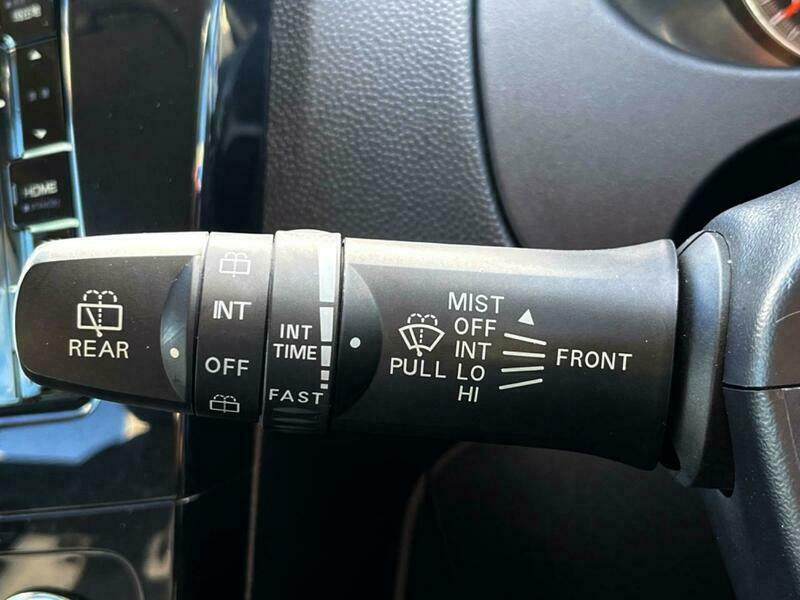 HOME
REAR
INT
OFF
INT
TIME
FAST
PULL
MIST
OFF
INT
LO
HI
FRONT